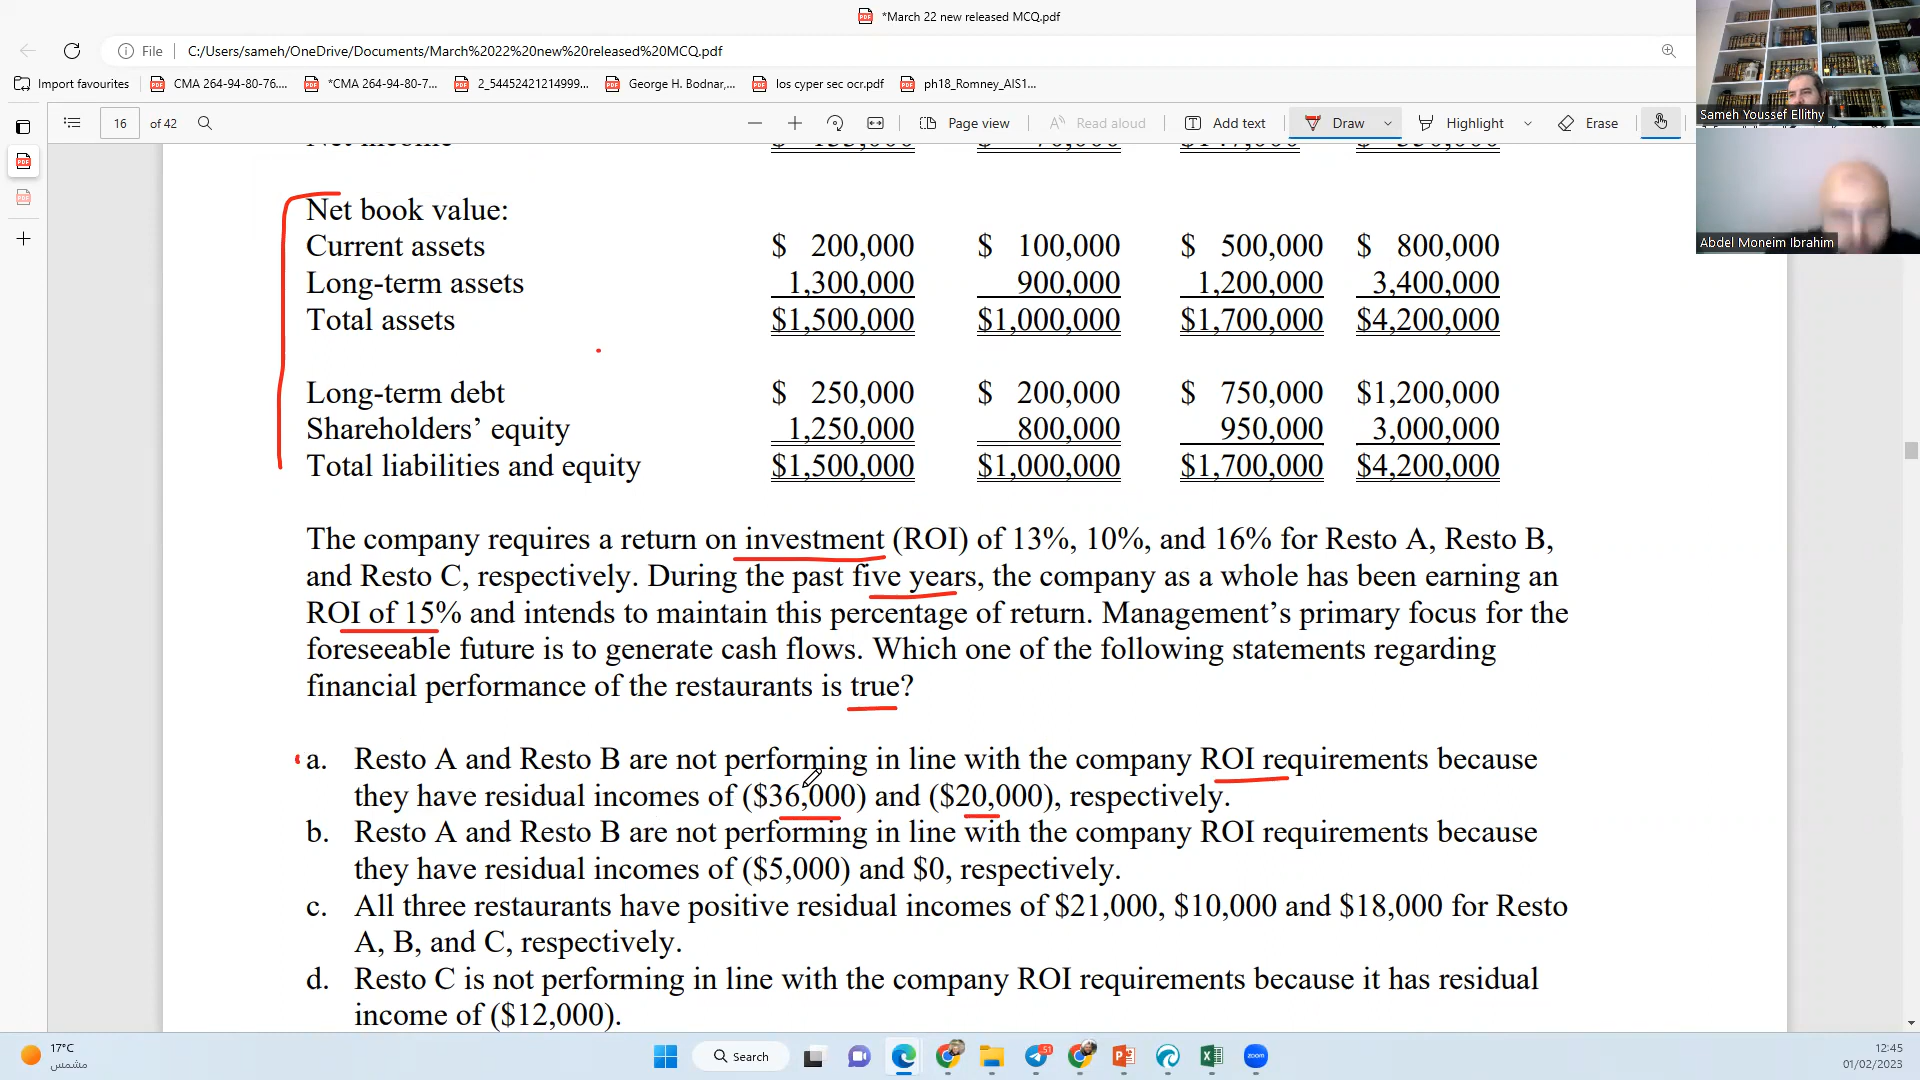 *March 22 new released MCQ.pdf
File C:/Users/sameh/OneDrive/Documents/March%2022%20new%20released%20MCQ.pdf
Import favourites CMA 264-94-80-76.... *CMA 264-94-80-7... 2_54452421214999... George H. Bodnar,... los cyper sec ocr.pdf ph18_Romney_AIS1...
16 of 42 Page view Read aloud Add text Draw Highlight Erase
Sameh Youssef Ellithy
Abdel Moneim Ibrahim
Net book value:
Current assets $ 200,000 $ 100,000 $ 500,000 $ 800,000
Long-term assets 1,300,000 900,000 1,200,000 3,400,000
Total assets $1,500,000 $1,000,000 $1,700,000 $4,200,000
Long-term debt $ 250,000 $ 200,000 $ 750,000 $1,200,000
Shareholders’ equity 1,250,000 800,000 950,000 3,000,000
Total liabilities and equity $1,500,000 $1,000,000 $1,700,000 $4,200,000
The company requires a return on investment (ROI) of 13%, 10%, and 16% for Resto A, Resto B,
and Resto C, respectively. During the past five years, the company as a whole has been earning an
ROI of 15% and intends to maintain this percentage of return. Management’s primary focus for the
foreseeable future is to generate cash flows. Which one of the following statements regarding
financial performance of the restaurants is true?
a. Resto A and Resto B are not performing in line with the company ROI requirements because
they have residual incomes of ($36,000) and ($20,000), respectively.
b. Resto A and Resto B are not performing in line with the company ROI requirements because
they have residual incomes of ($5,000) and $0, respectively.
c. All three restaurants have positive residual incomes of $21,000, $10,000 and $18,000 for Resto
A, B, and C, respectively.
d. Resto C is not performing in line with the company ROI requirements because it has residual
income of ($12,000).
17°C
مشمس
Search
51
zoom
12:45
01/02/2023